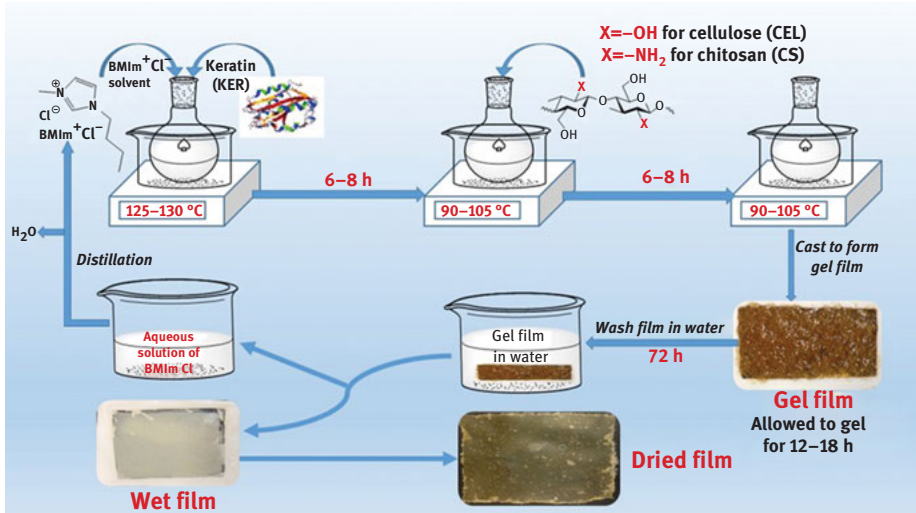 X=–OH for cellulose (CEL)
X=–NH₂ for chitosan (CS)
BMIm⁺Cl⁻
solvent
Keratin
(KER)
N
+
N
Cl⊖
BMIm⁺Cl⁻
X
OH
O
O
O
OH
X
6–8 h
6–8 h
125–130 °C
90–105 °C
90–105 °C
H₂O
Distillation
Cast to form
gel film
Aqueous
solution of
BMIm Cl
Gel film
in water
Wash film in water
72 h
Gel film
Allowed to gel
for 12–18 h
Wet film
Dried film